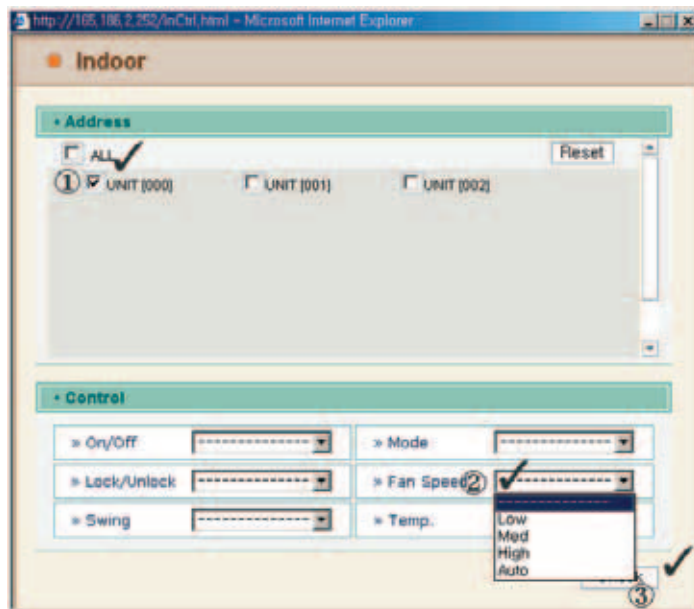 http://165,186,2,252/InCtrl,html - Microsoft Internet Explorer
Indoor
• Address
ALL
Reset
① UNIT [000] UNIT [001] UNIT [002]
• Control
» On/Off -------------- » Mode --------------
» Lock/Unlock -------------- » Fan Speed ② --------------
» Swing -------------- » Temp.
--------------
Low
Med
High
Auto
③